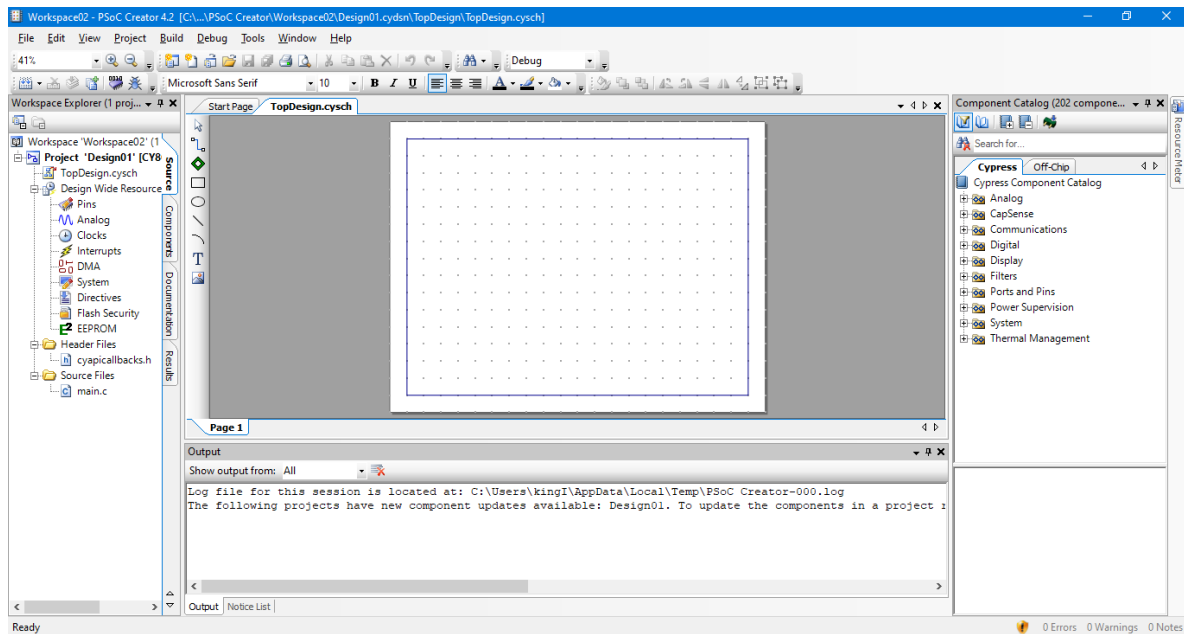 Workspace02 - PSoC Creator 4.2 [C:\...\PSoC Creator\Workspace02\Design01.cydsn\TopDesign\TopDesign.cysch]
File Edit View Project Build Debug Tools Window Help
41% Debug
Microsoft Sans Serif 10 B I U A
Workspace Explorer (1 proj...
Workspace 'Workspace02' (1
Project 'Design01' [CY8
TopDesign.cysch
Design Wide Resource
Pins
Analog
Clocks
Interrupts
DMA
System
Directives
Flash Security
EEPROM
Header Files
cyapicallbacks.h
Source Files
main.c
Source
Components
Documentation
Results
Start Page TopDesign.cysch
T
Page 1
Output
Show output from: All
Log file for this session is located at: C:\Users\kingI\AppData\Local\Temp\PSoC Creator-000.log
The following projects have new component updates available: Design01. To update the components in a project
Output Notice List
Component Catalog (202 compone...
Search for...
Cypress Off-Chip
Cypress Component Catalog
Analog
CapSense
Communications
Digital
Display
Filters
Ports and Pins
Power Supervision
System
Thermal Management
Resource Meter
Ready 0 Errors 0 Warnings 0 Notes